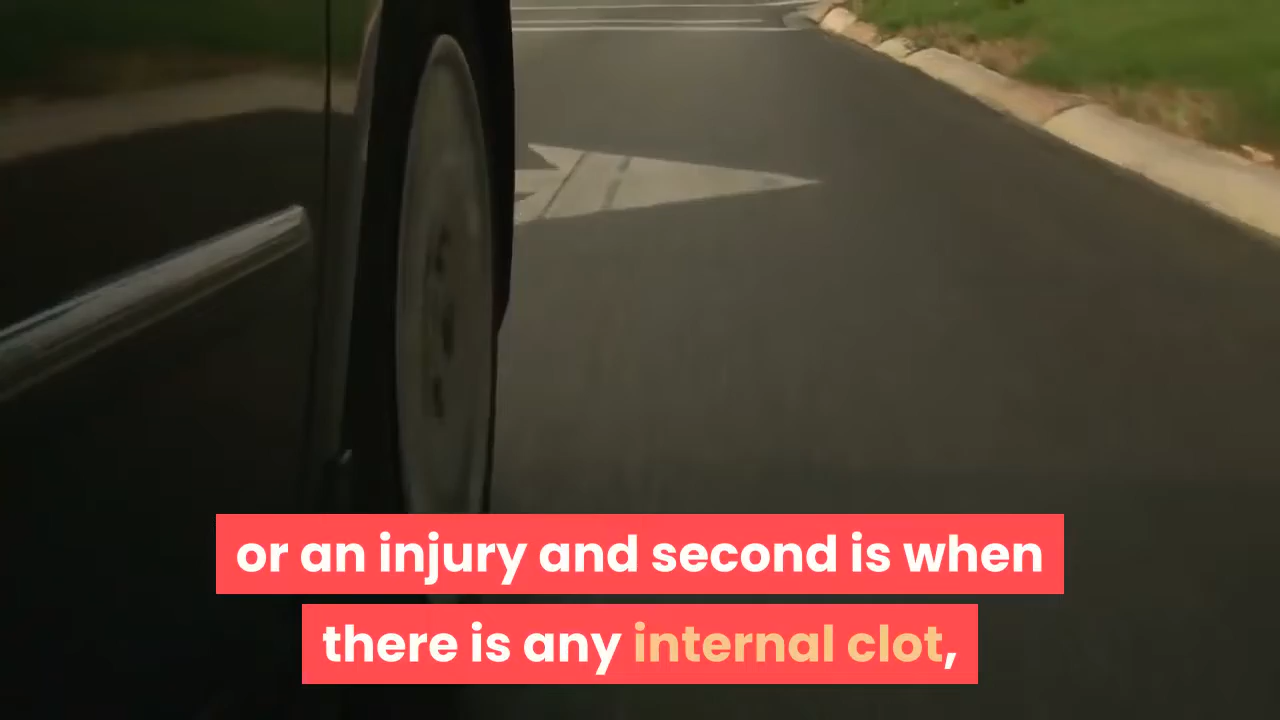 or an injury and second is when
there is any internal clot,